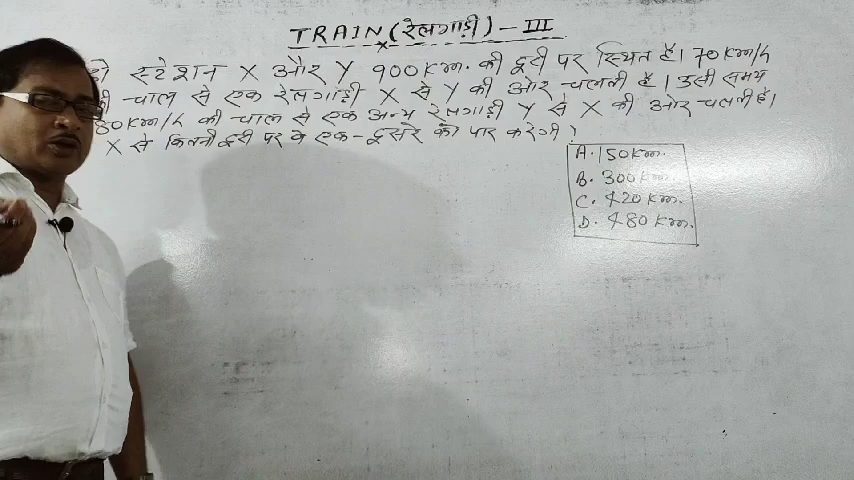 TRAIN (रेलगाड़ी) - III
दो स्टेशन X और Y 900 Km. की दूरी पर स्थित है। 70 Km/h
की चाल से एक रेलगाड़ी X से Y की ओर चलती है। उसी समय
80 Km/h की चाल से एक अन्य रेलगाड़ी Y से X की ओर चलती है।
X से कितनी दूरी पर वे एक-दूसरे को पार करेगी?
A. 150 Km.
B. 300 Km.
C. 420 Km.
D. 480 Km.